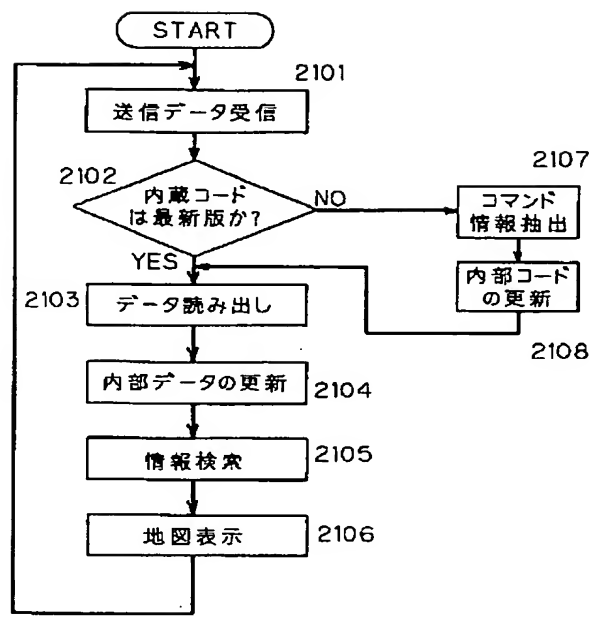 START
2101
送信データ受信
2102
内蔵コード
は最新版か?
NO
2107
コマンド
情報抽出
YES
2103
データ読み出し
内部コード
の更新
2108
内部データの更新
2104
情報検索
2105
地図表示
2106